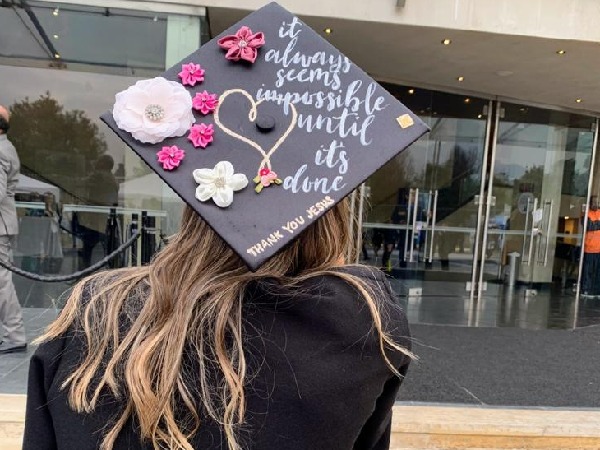 it
always
seems
impossible
until
its
done
THANK YOU JESUS